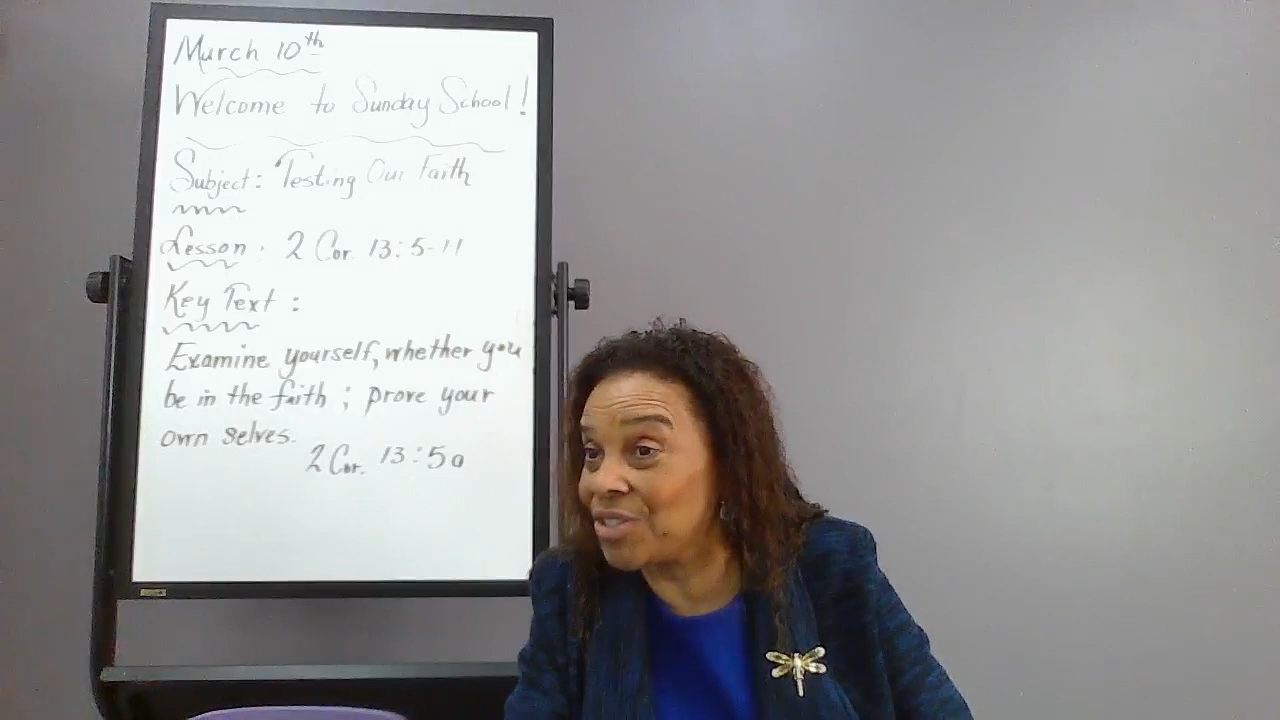 March 10th
Welcome to Sunday School!
Subject: Testing Our Faith
Lesson: 2 Cor. 13:5-11
Key Text:
Examine yourself, whether you
be in the faith; prove your
own selves.
2 Cor. 13:5a